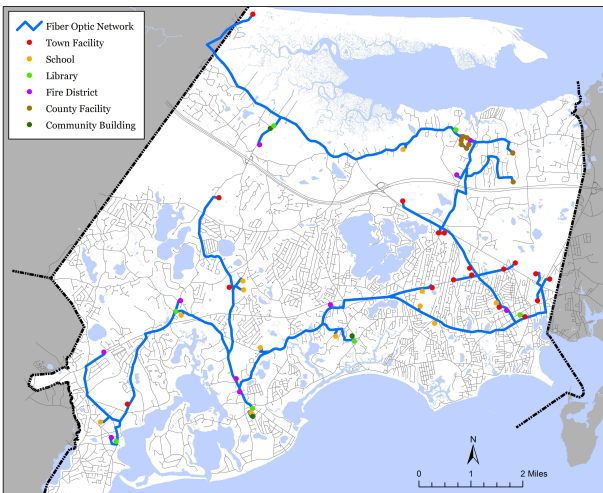 Fiber Optic Network
Town Facility
School
Library
Fire District
County Facility
Community Building
N
0 1 2 Miles